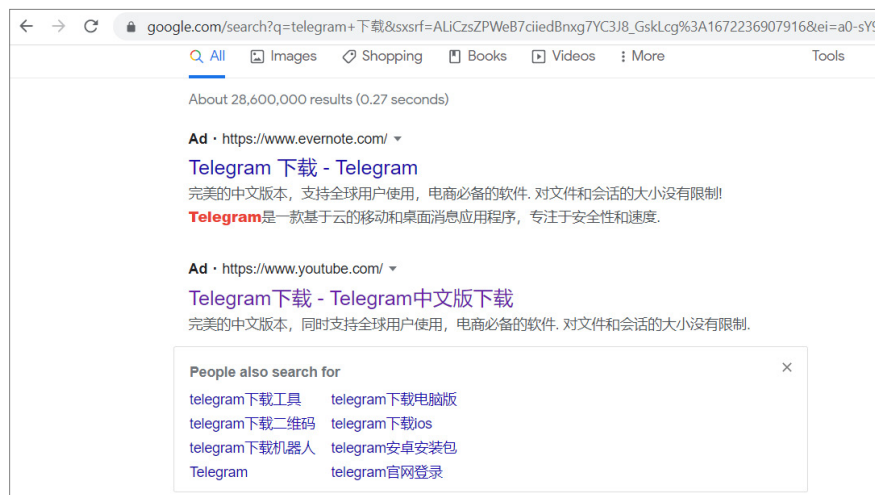 google.com/search?q=telegram+下载&sxsrf=ALiCzsZPWeB7ciiedBnxg7YC3J8_GskLcg%3A1672236907916&ei=a0-sY9
All Images Shopping Books Videos More Tools
About 28,600,000 results (0.27 seconds)
Ad · https://www.evernote.com/
Telegram 下载 - Telegram
完美的中文版本，支持全球用户使用，电商必备的软件. 对文件和会话的大小没有限制!
Telegram是一款基于云的移动和桌面消息应用程序，专注于安全性和速度.
Ad · https://www.youtube.com/
Telegram下载 - Telegram中文版下载
完美的中文版本，同时支持全球用户使用，电商必备的软件. 对文件和会话的大小没有限制.
People also search for
telegram下载工具 telegram下载电脑版
telegram下载二维码 telegram下载ios
telegram下载机器人 telegram安卓安装包
Telegram telegram官网登录